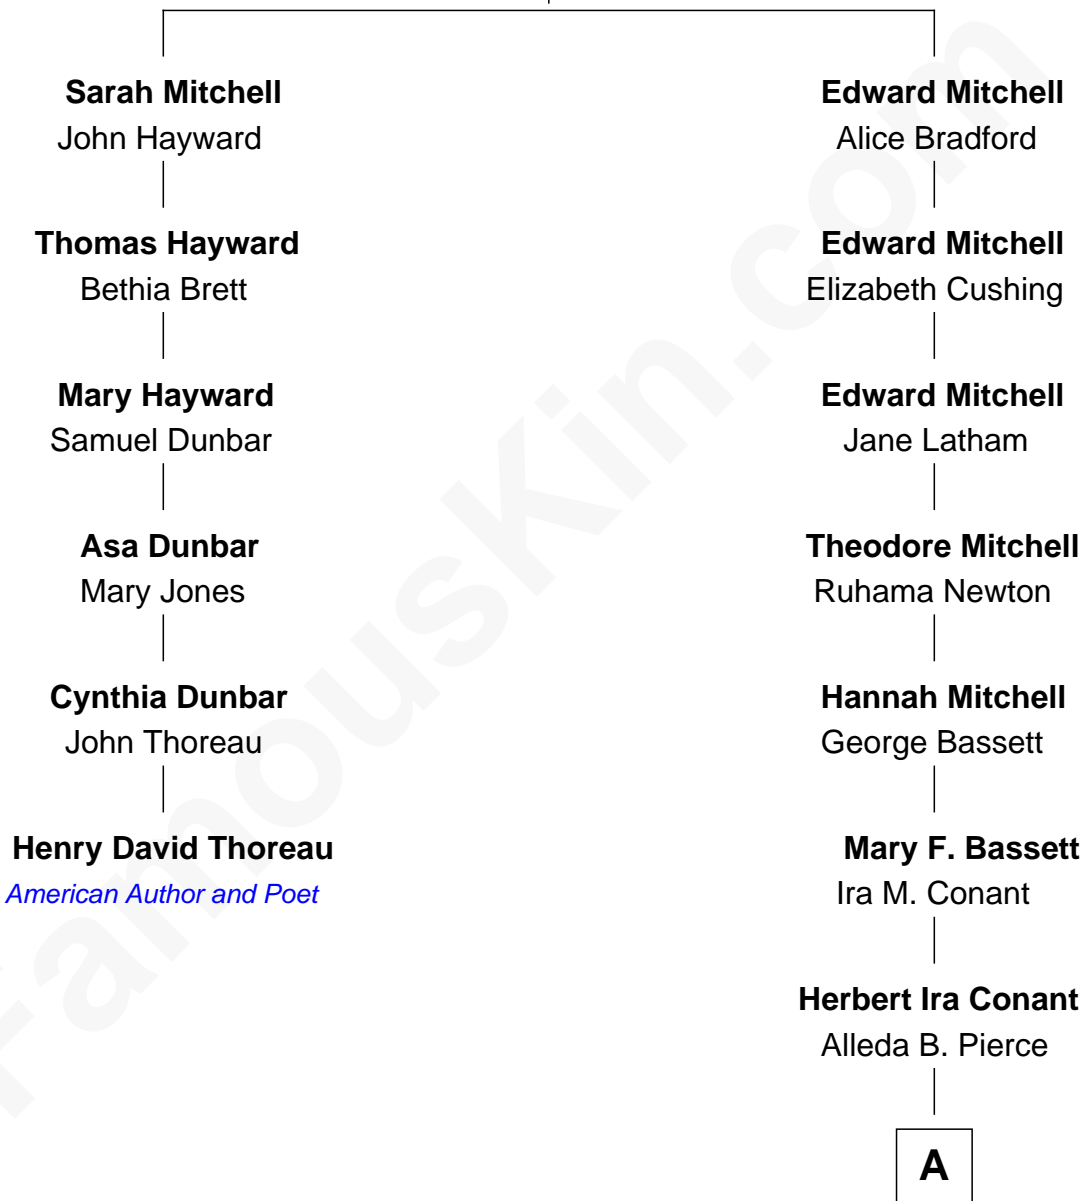 Sarah Mitchell
John Hayward
Thomas Hayward
Bethia Brett
Mary Hayward
Samuel Dunbar
Asa Dunbar
Mary Jones
Cynthia Dunbar
John Thoreau
Henry David Thoreau
American Author and Poet
Edward Mitchell
Alice Bradford
Edward Mitchell
Elizabeth Cushing
Edward Mitchell
Jane Latham
Theodore Mitchell
Ruhama Newton
Hannah Mitchell
George Bassett
Mary F. Bassett
Ira M. Conant
Herbert Ira Conant
Alleda B. Pierce
A
FamousKin.com